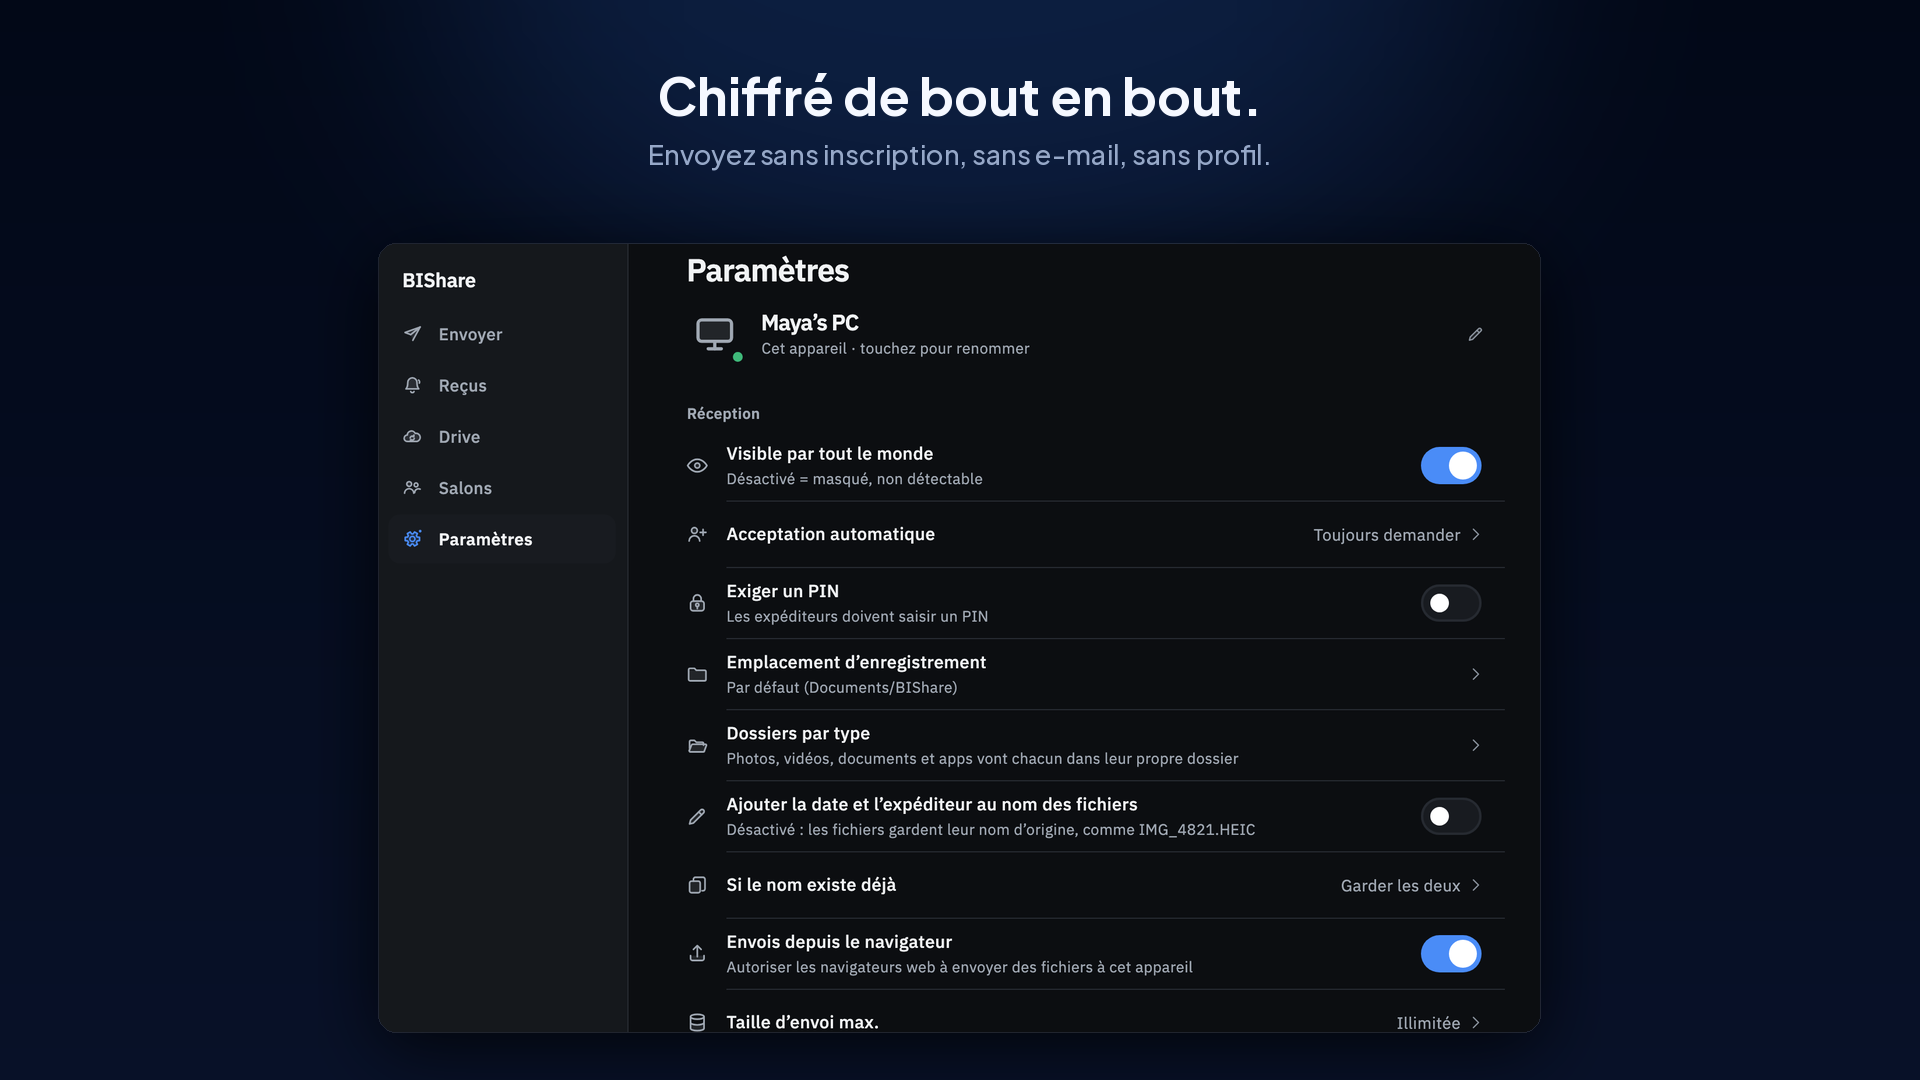 Chiffré de bout en bout.
Envoyez sans inscription, sans e-mail, sans profil.
BIShare
Envoyer
Reçus
Drive
Salons
Paramètres
Paramètres
Maya’s PC
Cet appareil · touchez pour renommer
Réception
Visible par tout le monde
Désactivé = masqué, non détectable
Acceptation automatique
Toujours demander
Exiger un PIN
Les expéditeurs doivent saisir un PIN
Emplacement d’enregistrement
Par défaut (Documents/BIShare)
Dossiers par type
Photos, vidéos, documents et apps vont chacun dans leur propre dossier
Ajouter la date et l’expéditeur au nom des fichiers
Désactivé : les fichiers gardent leur nom d’origine, comme IMG_4821.HEIC
Si le nom existe déjà
Garder les deux
Envois depuis le navigateur
Autoriser les navigateurs web à envoyer des fichiers à cet appareil
Taille d’envoi max.
Illimitée